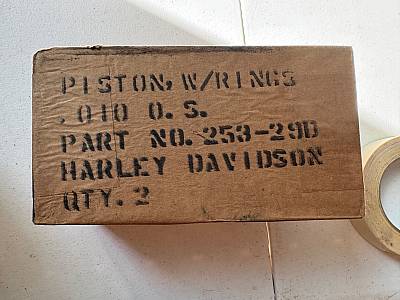 PISTON, W/RINGS
.010 O.S.
PART NO. 253-29D
HARLEY DAVIDSON
QTY. 2